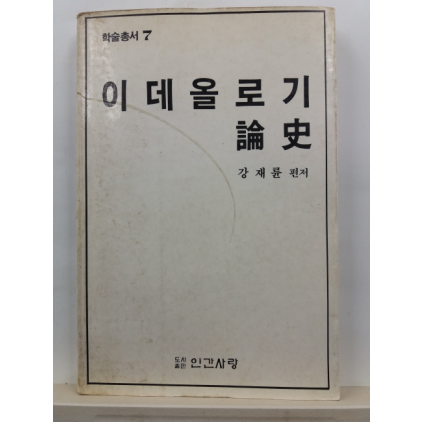 학술총서 7
이데올로기
論史
강재륜 편저
도서
출판 인간사랑